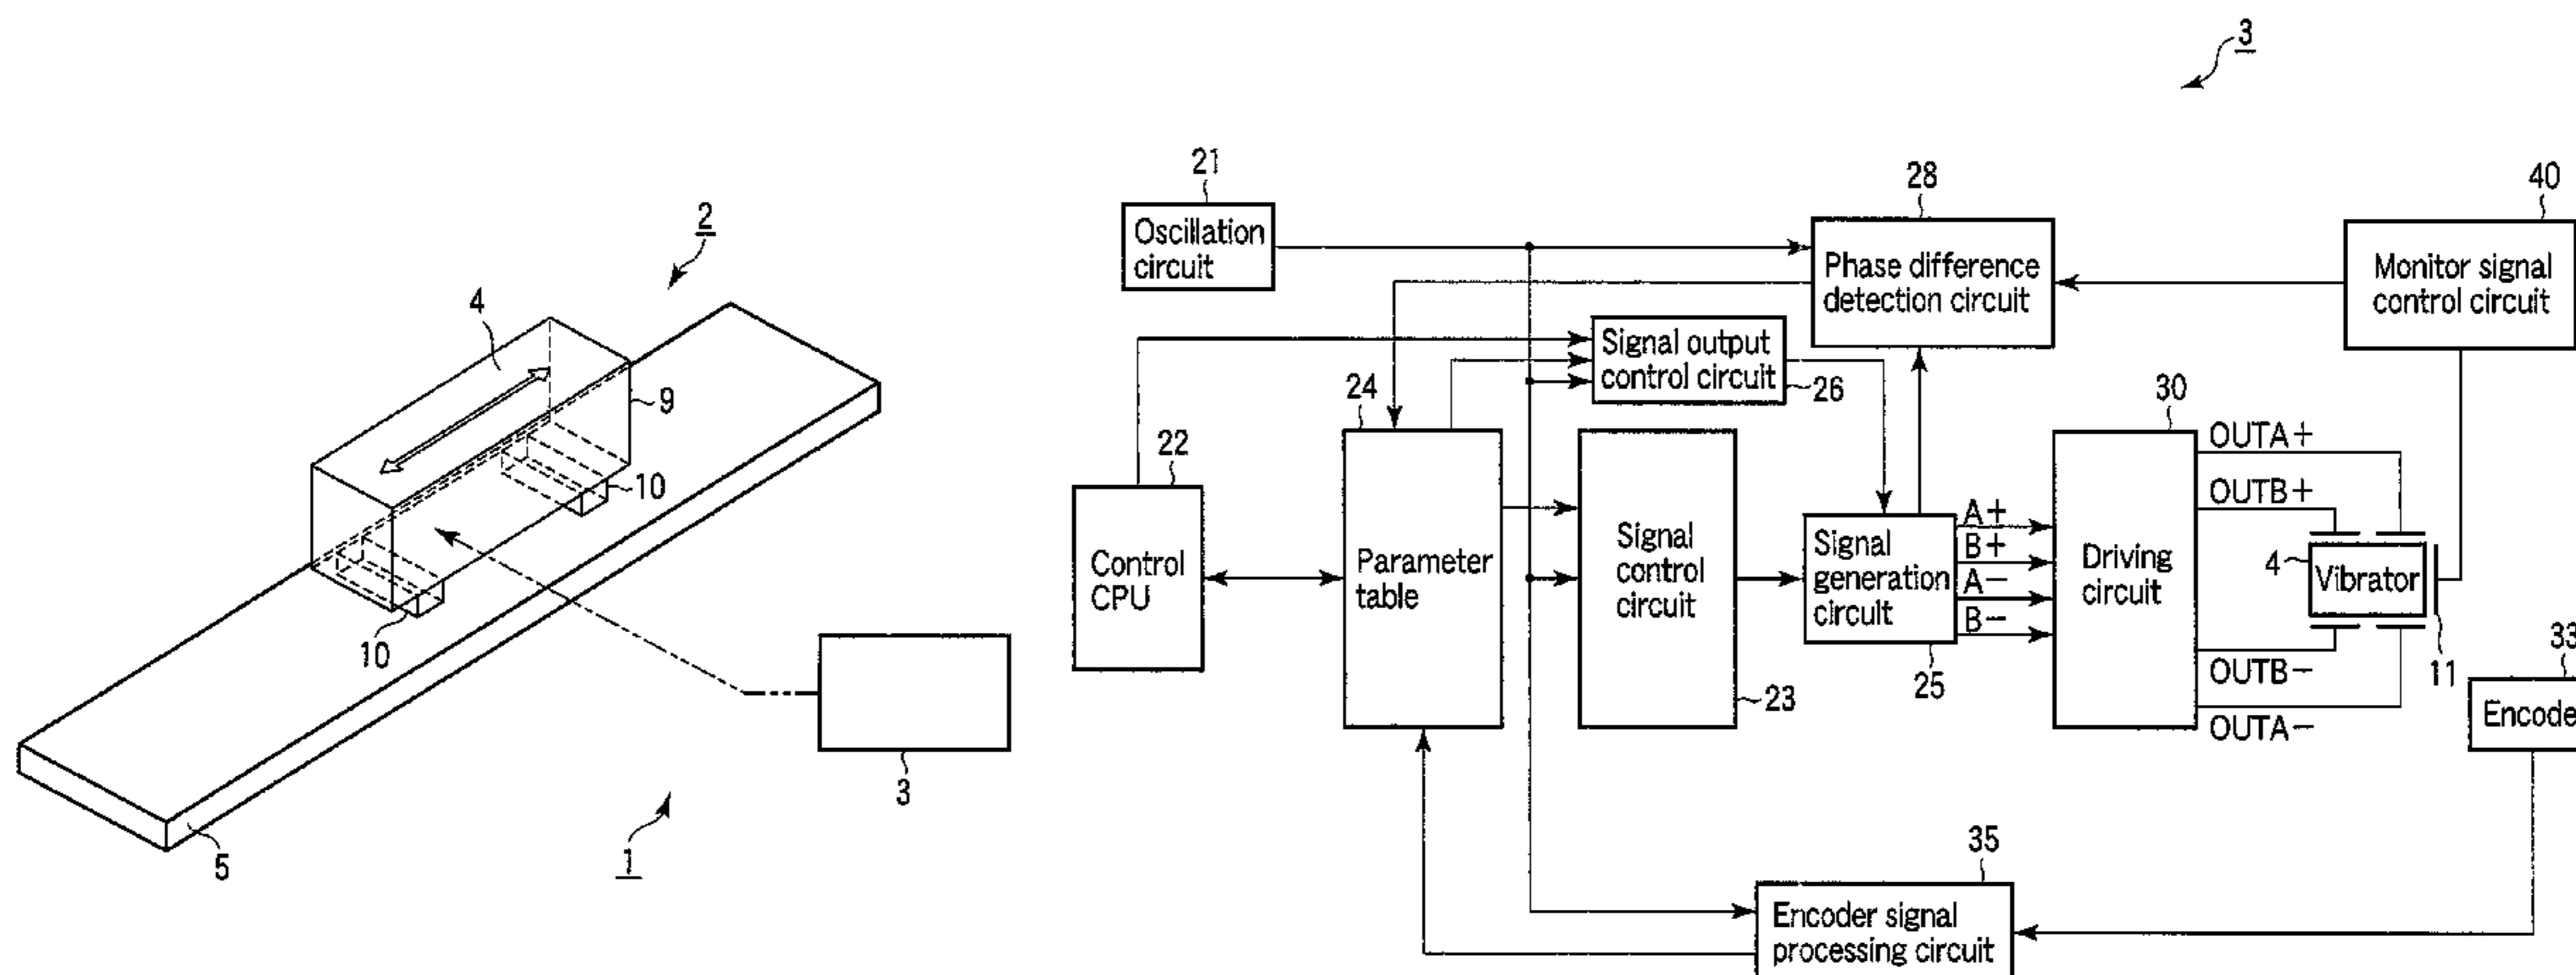 2
4
9
10
10
3
5
1
3
21
Oscillation
circuit
28
Phase difference
detection circuit
40
Monitor signal
control circuit
Signal output
control circuit
26
22
Control
CPU
24
Parameter
table
Signal
control
circuit
23
Signal
generation
circuit
25
A+
B+
A−
B−
30
Driving
circuit
OUTA+
OUTB+
4
Vibrator
11
OUTB−
OUTA−
33
Encode
35
Encoder signal
processing circuit